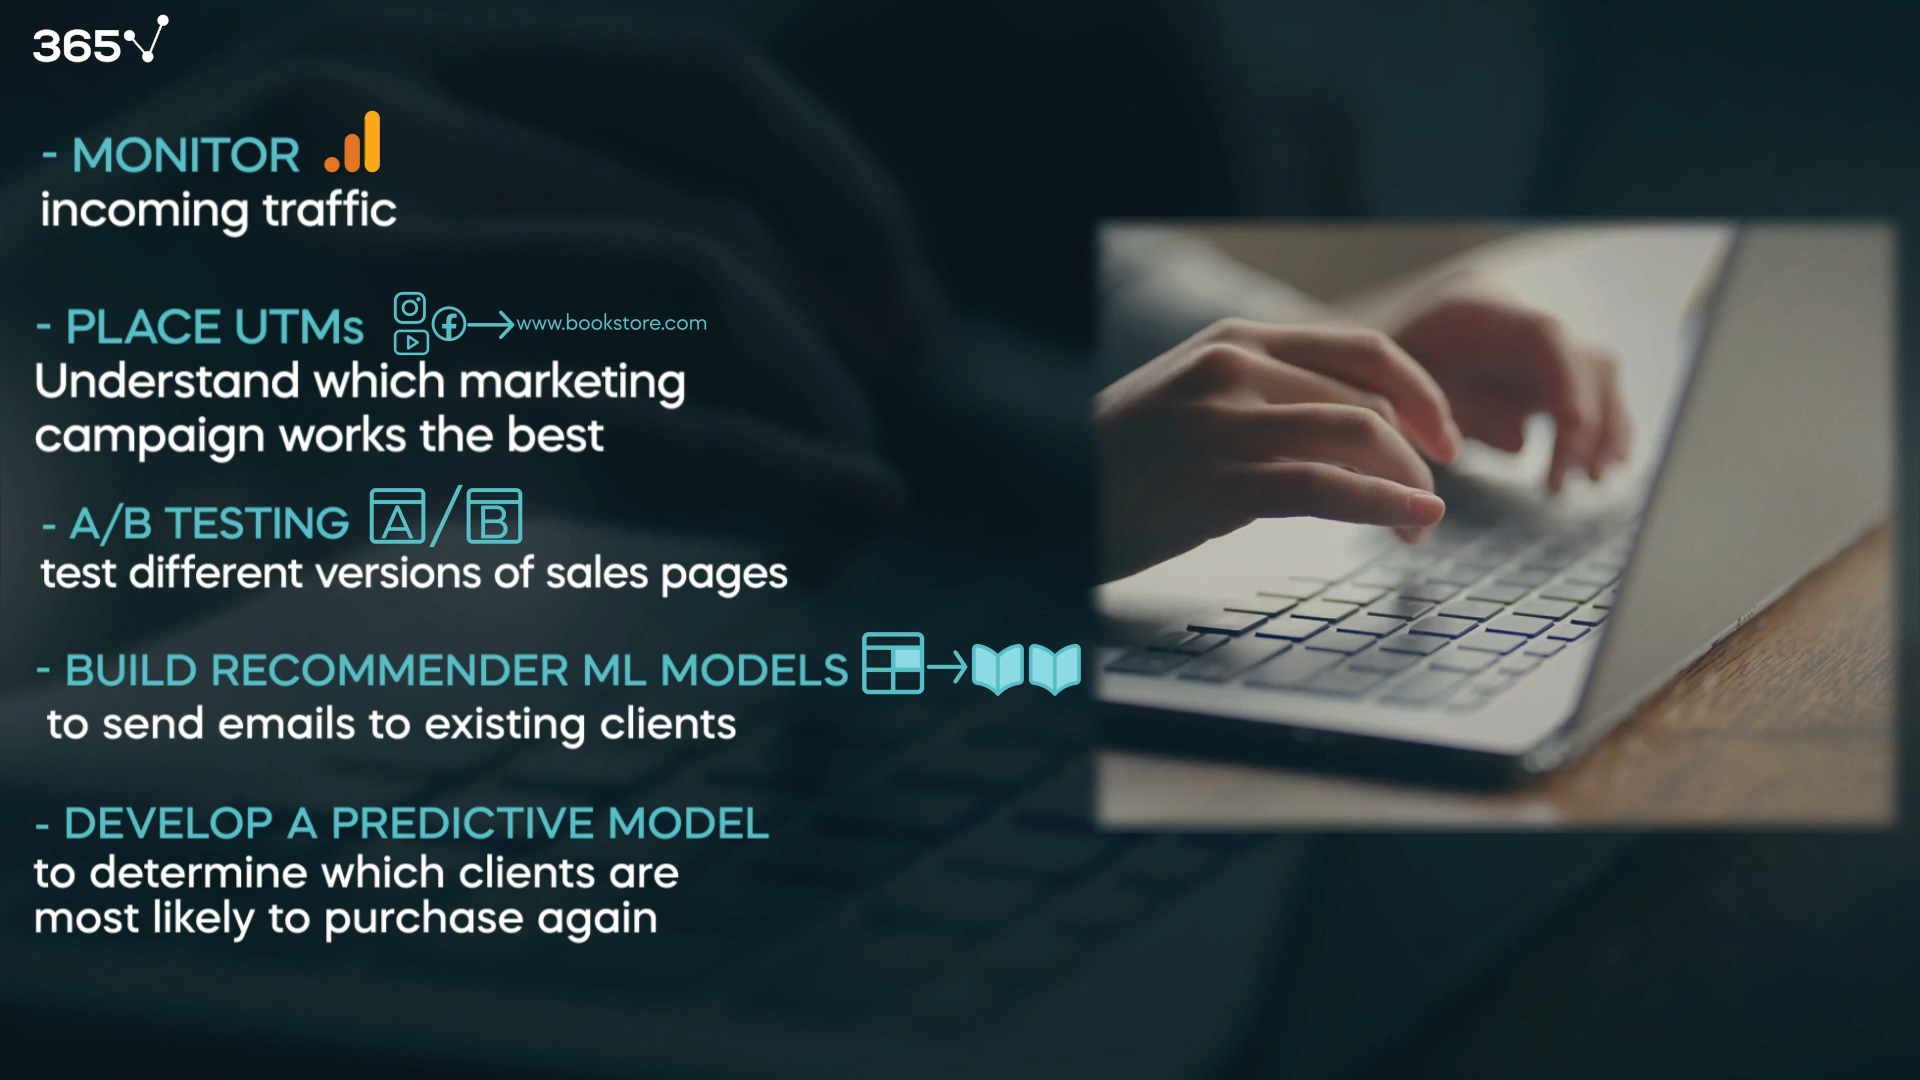 365
- MONITOR
incoming traffic
- PLACE UTMs
www.bookstore.com
Understand which marketing
campaign works the best
- A/B TESTING A/B
test different versions of sales pages
- BUILD RECOMMENDER ML MODELS
to send emails to existing clients
- DEVELOP A PREDICTIVE MODEL
to determine which clients are
most likely to purchase again